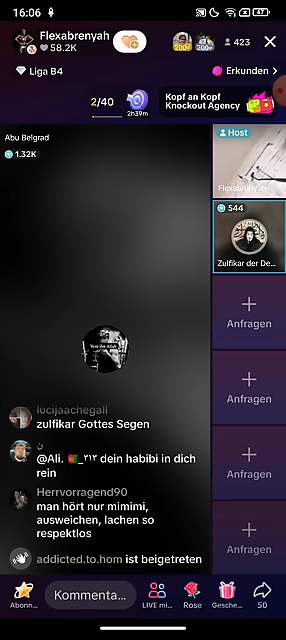 16:06
47
Flexabrenyah
58.2K
200+
200+
423
Liga B4
Erkunden
2/40
2h39m
Kopf an Kopf
Knockout Agency
Abu Belgrad
1.32K
Host
Flexabrenyah
544
Zulfikar der De...
Anfragen
Anfragen
Anfragen
Anfragen
lucijaachegall
zulfikar Gottes Segen
ن
@Ali. 🇦🇫_٣١٣ dein habibi in dich
rein
Herrvorragend90
man hört nur mimimi,
ausweichen, lachen so
respektlos
addicted.to.hom ist beigetreten
Abonn...
Kommenta...
LIVE mi...
Rose
Gesche...
50